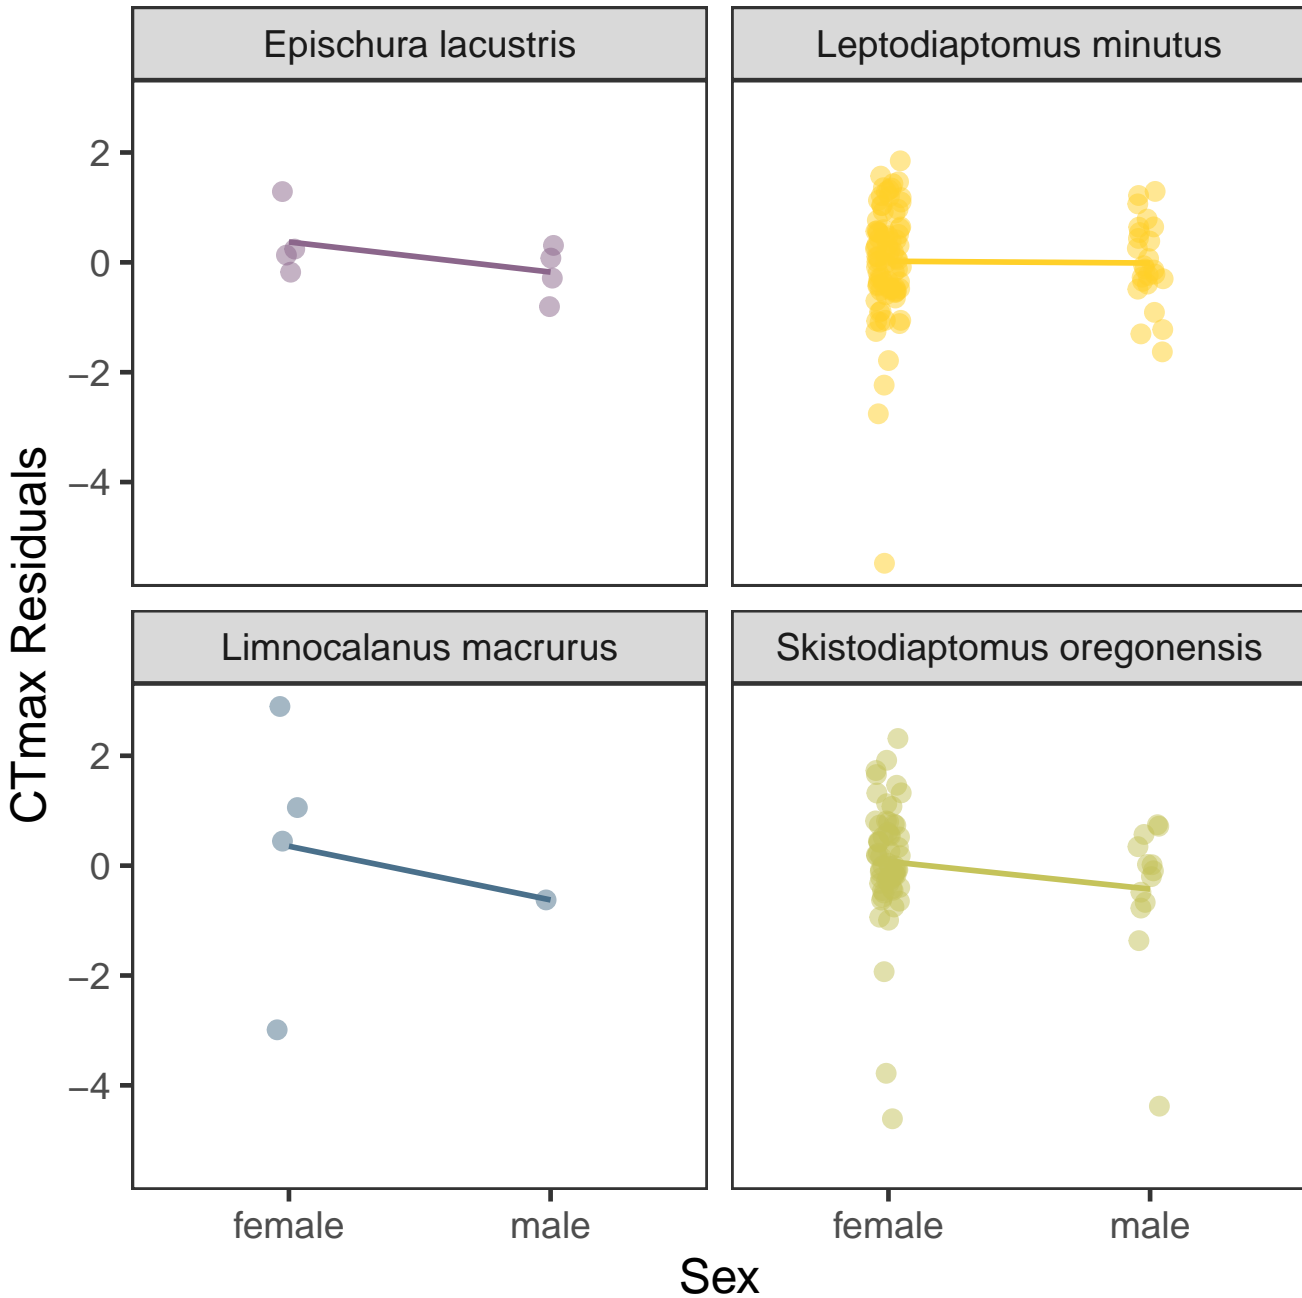 Epischura lacustris
Leptodiaptomus minutus
2
0
−2
−4
CTmax Residuals
Limnocalanus macrurus
Skistodiaptomus oregonensis
2
0
−2
−4
female
male
female
male
Sex